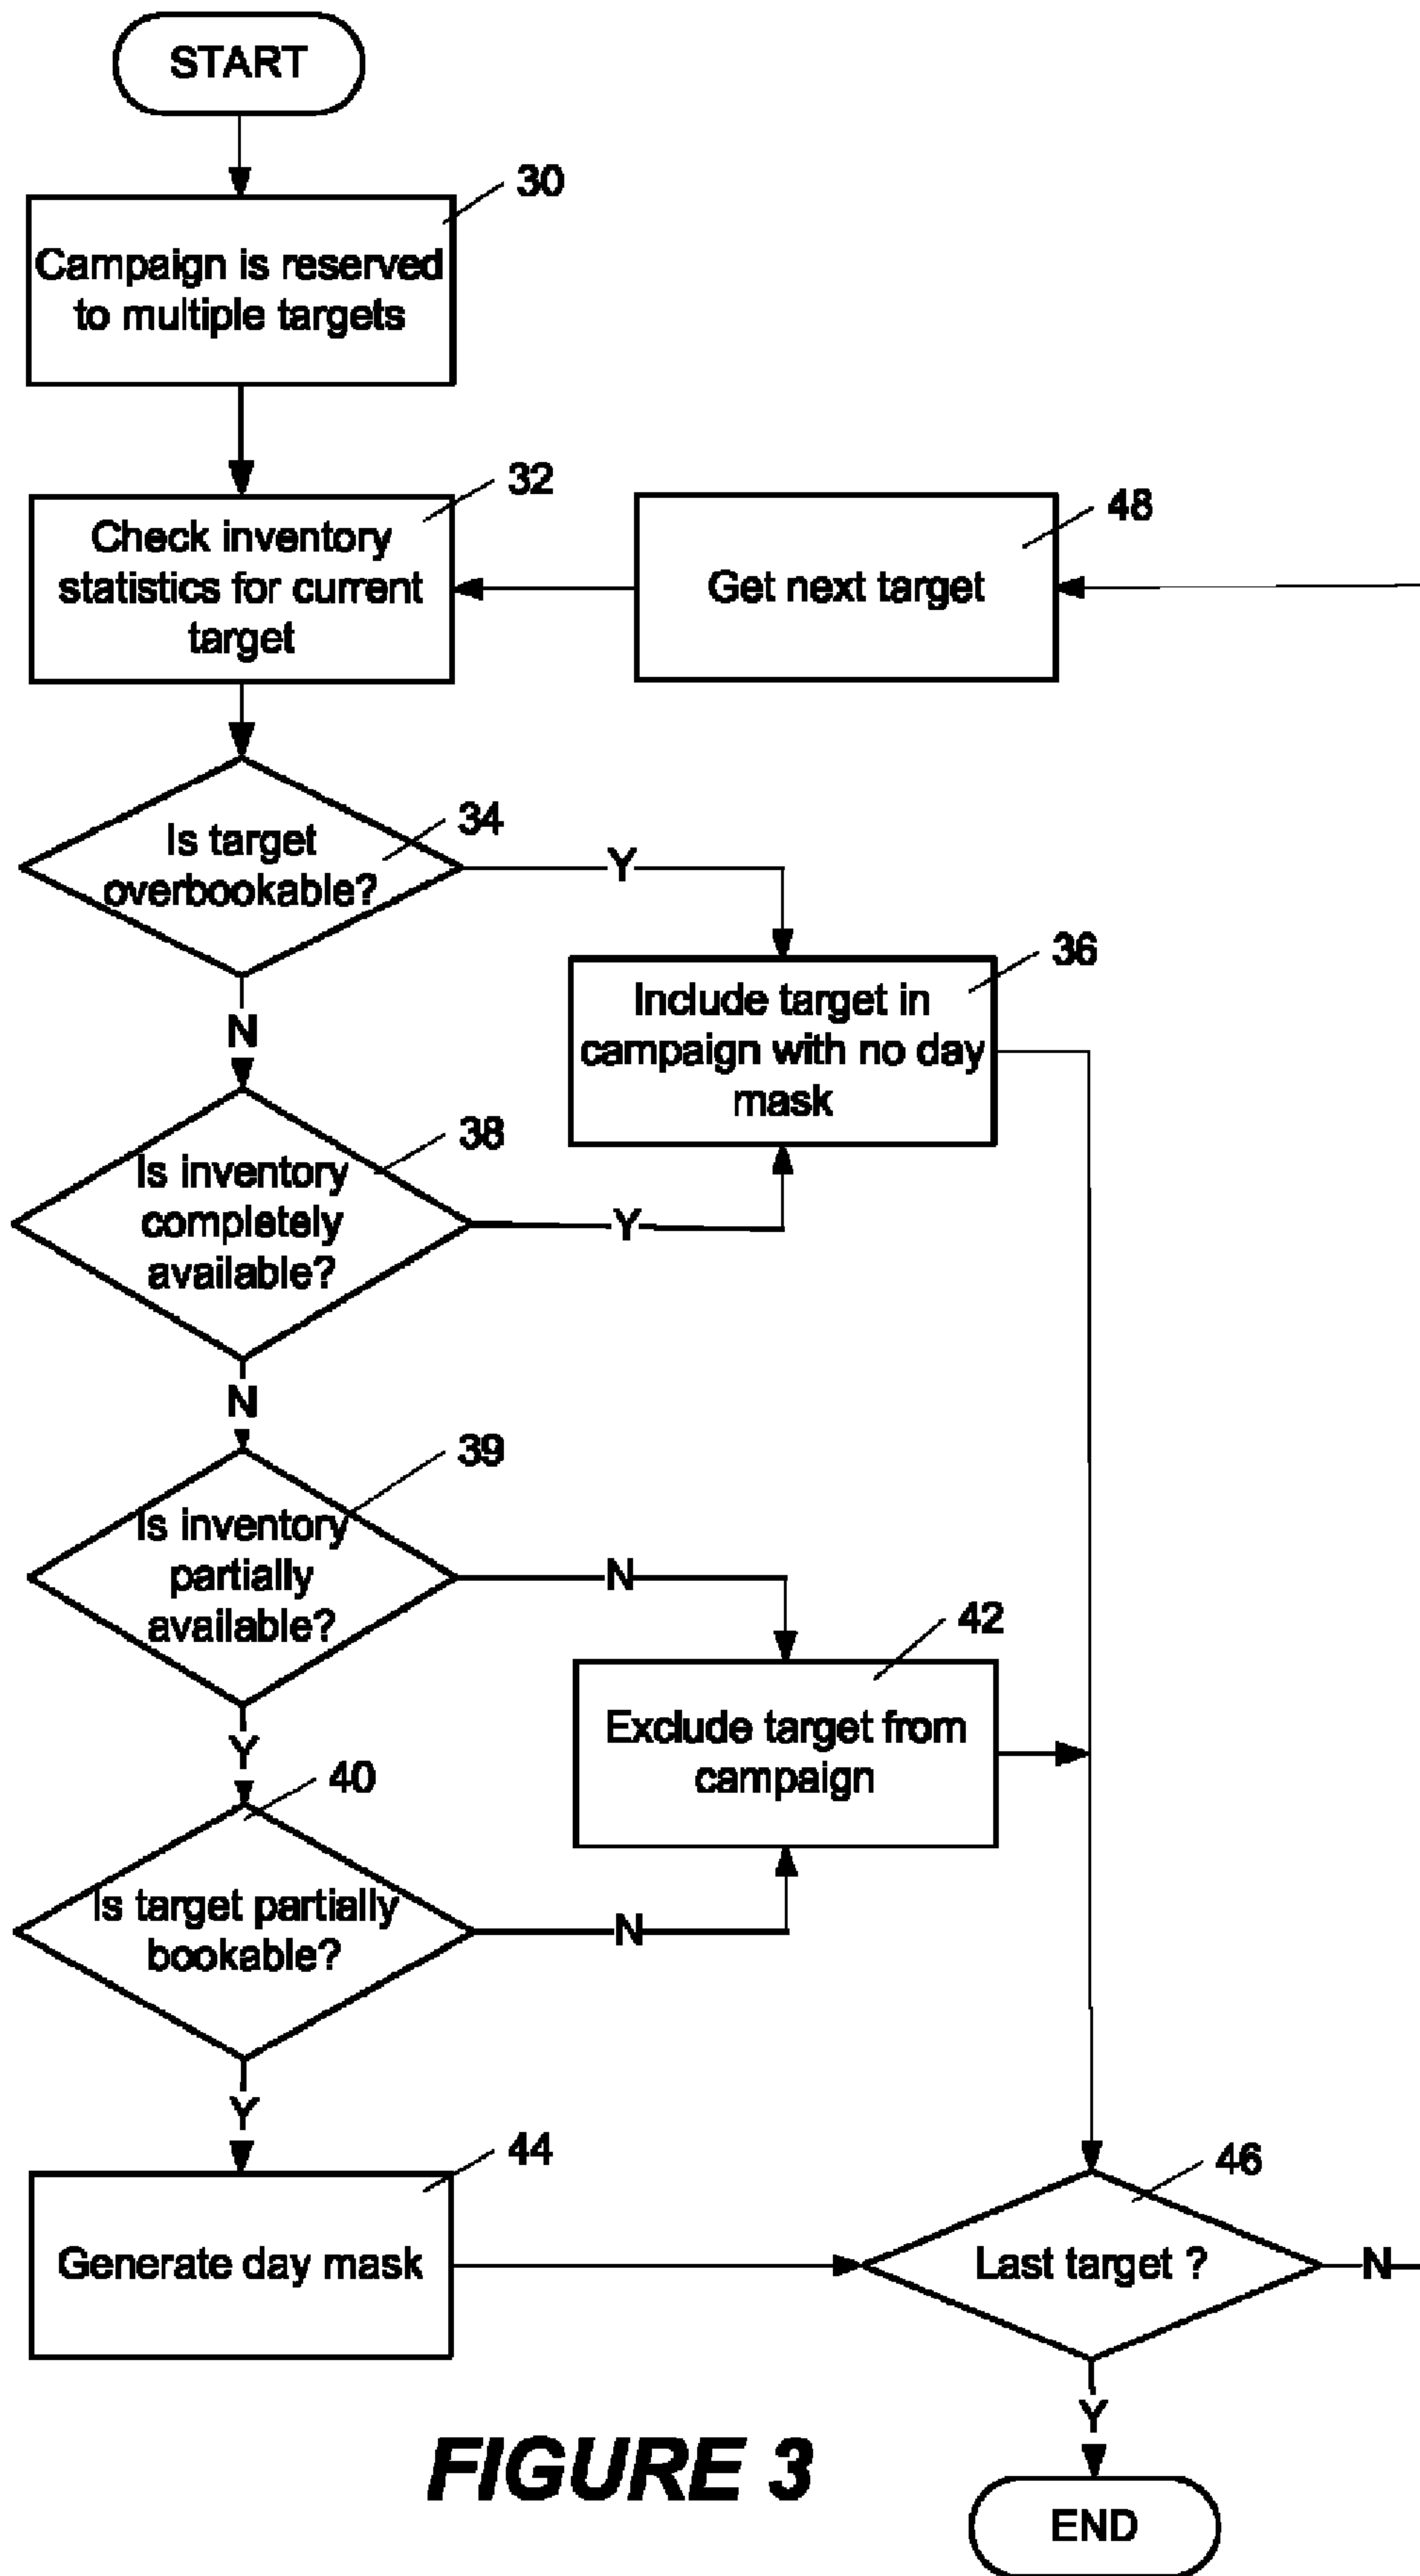 START
30
Campaign is reserved
to multiple targets
32
Check inventory
statistics for current
target
48
Get next target
34
Is target
overbookable?
Y
N
36
Include target in
campaign with no day
mask
38
Is inventory
completely
available?
Y
N
39
Is inventory
partially
available?
N
Y
42
Exclude target from
campaign
40
Is target partially
bookable?
N
Y
44
Generate day mask
46
Last target ?
N
Y
FIGURE 3
END